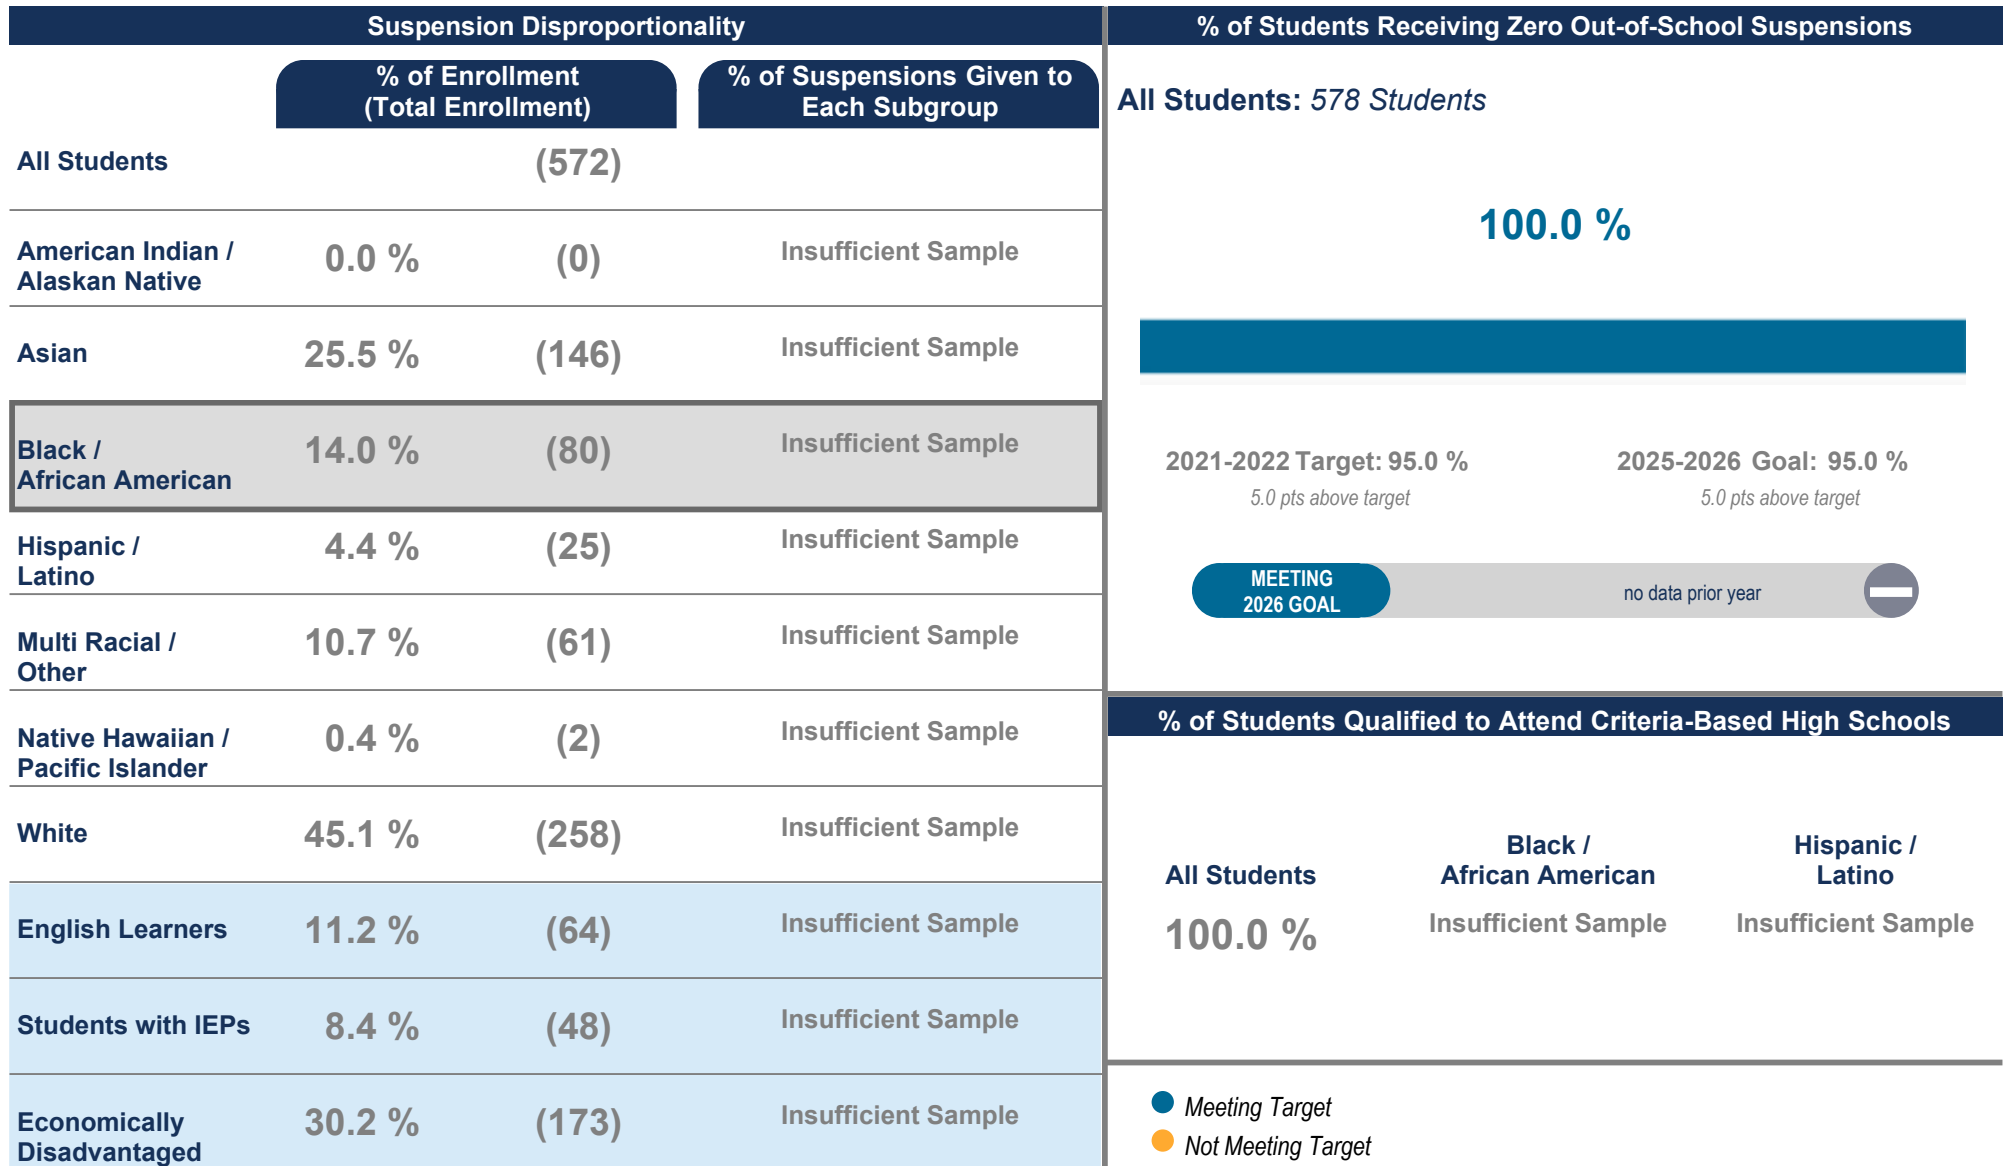 Suspension Disproportionality
% of Enrollment
(Total Enrollment)
% of Suspensions Given to
Each Subgroup
All Students (572)
American Indian /
Alaskan Native
0.0 % (0) Insufficient Sample
Asian 25.5 % (146) Insufficient Sample
Black /
African American
14.0 % (80) Insufficient Sample
Hispanic /
Latino
4.4 % (25) Insufficient Sample
Multi Racial /
Other
10.7 % (61) Insufficient Sample
Native Hawaiian /
Pacific Islander
0.4 % (2) Insufficient Sample
White 45.1 % (258) Insufficient Sample
English Learners 11.2 % (64) Insufficient Sample
Students with IEPs 8.4 % (48) Insufficient Sample
Economically
Disadvantaged
30.2 % (173) Insufficient Sample
% of Students Receiving Zero Out-of-School Suspensions
All Students: 578 Students
100.0 %
2021-2022 Target: 95.0 %
5.0 pts above target
2025-2026 Goal: 95.0 %
5.0 pts above target
MEETING
2026 GOAL
no data prior year
% of Students Qualified to Attend Criteria-Based High Schools
All Students
100.0 %
Black /
African American
Insufficient Sample
Hispanic /
Latino
Insufficient Sample
Meeting Target
Not Meeting Target